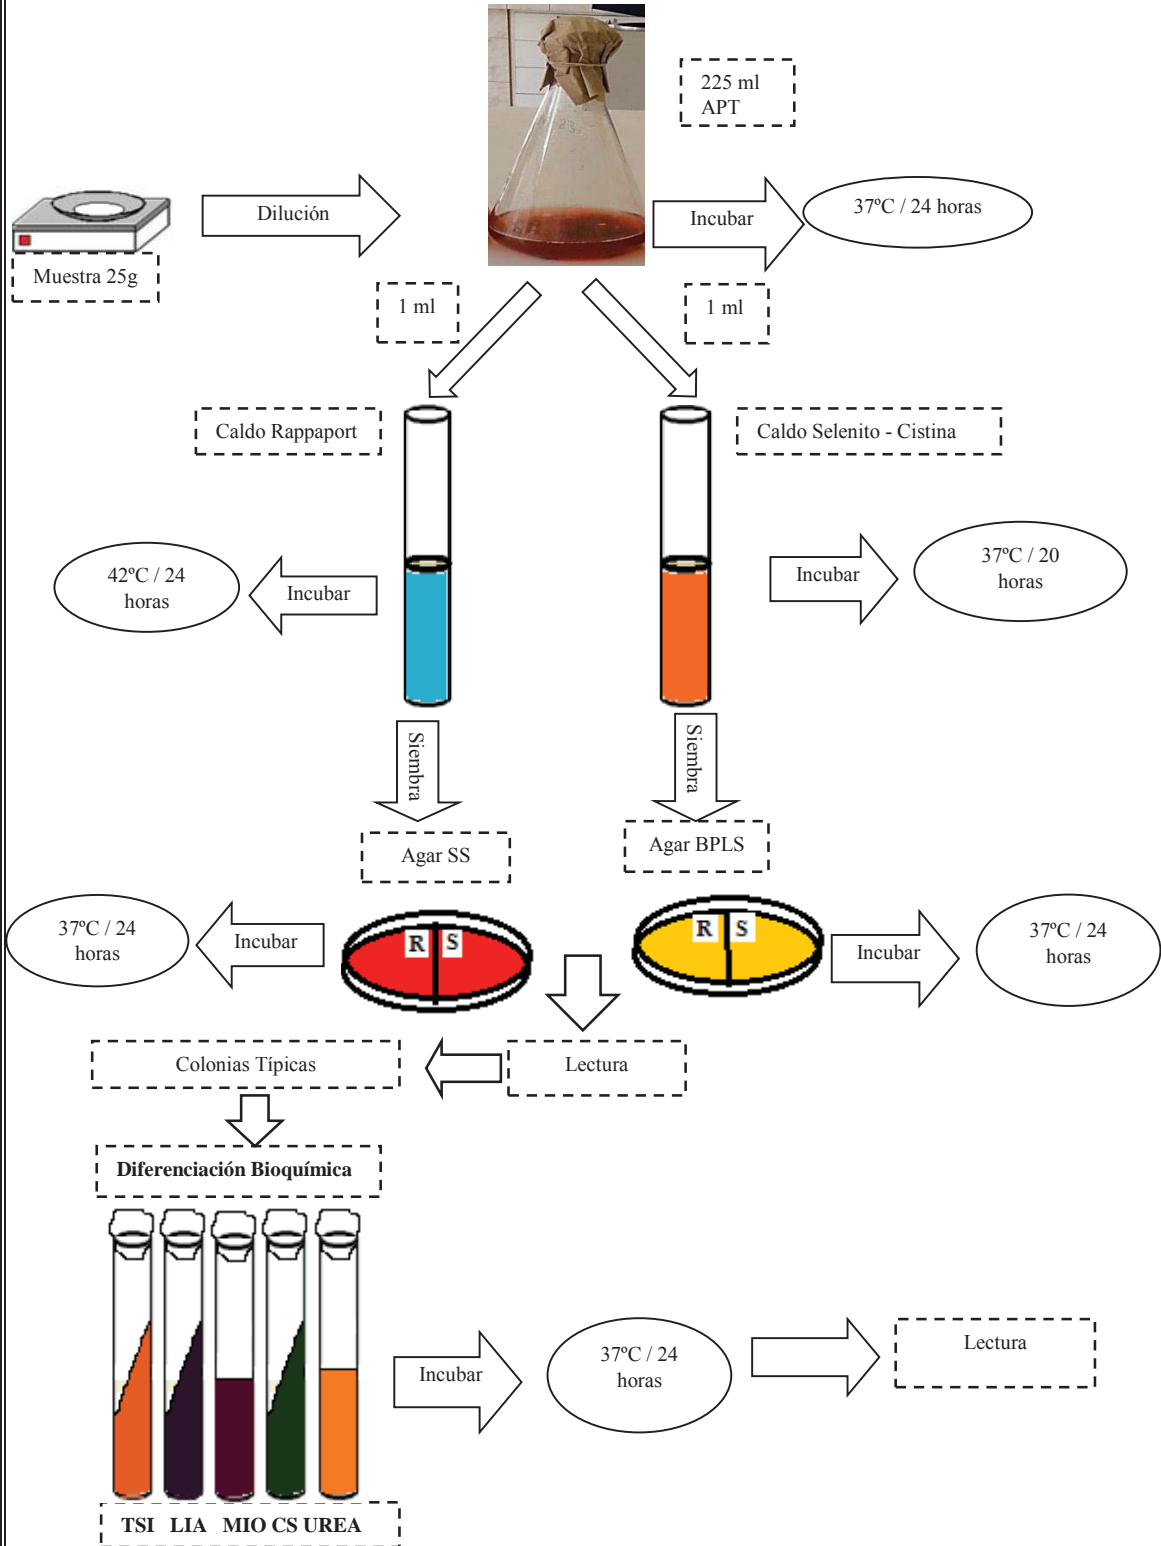 225 ml
APT
Dilución
Incubar
37ºC / 24 horas
Muestra 25g
1 ml
1 ml
Caldo Rappaport
Caldo Selenito - Cistina
42ºC / 24
horas
Incubar
Incubar
37ºC / 20
horas
Siembra
Siembra
Agar SS
Agar BPLS
37ºC / 24
horas
Incubar
R S
R S
Incubar
37ºC / 24
horas
Colonias Típicas
Lectura
Diferenciación Bioquímica
Incubar
37ºC / 24
horas
Lectura
TSI LIA MIO CS UREA